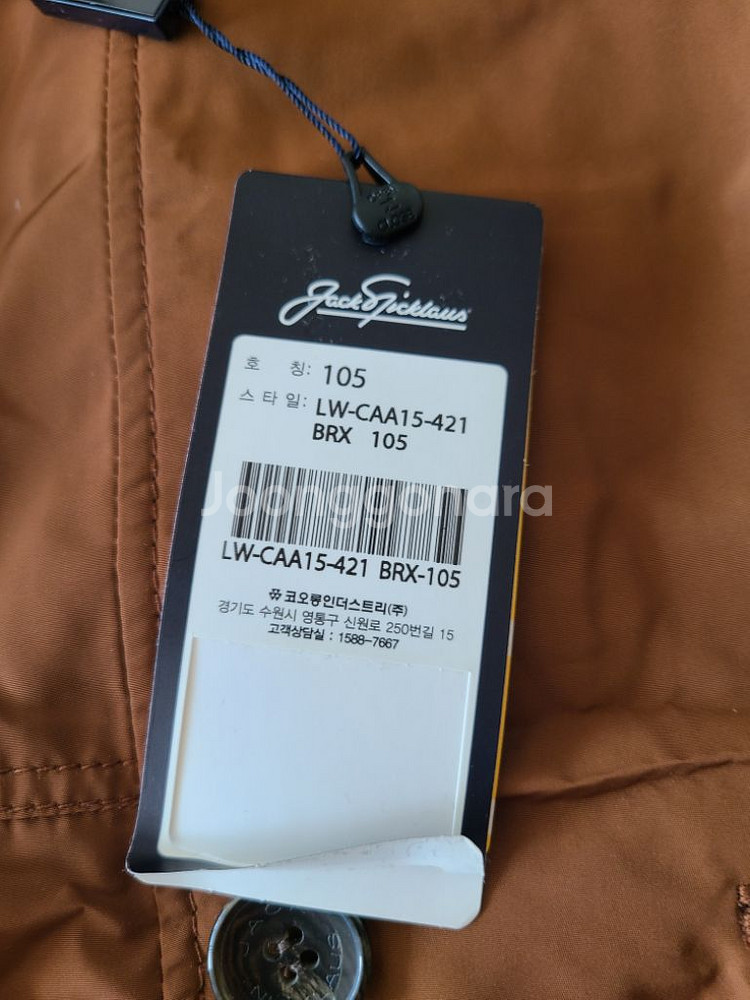 Jack Nicklaus
호 칭: 105
스타일: LW-CAA15-421
BRX 105
Joonggonara
LW-CAA15-421 BRX-105
코오롱인더스트리(주)
경기도 수원시 영통구 신원로 250번길 15
고객상담실 : 1588-7667